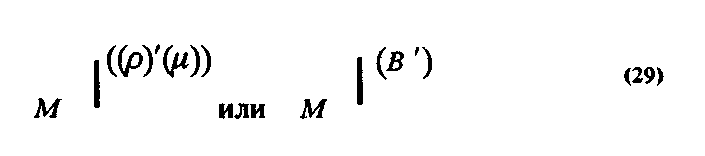 M |((ρ)′(μ)) или M |(B ′) (29)